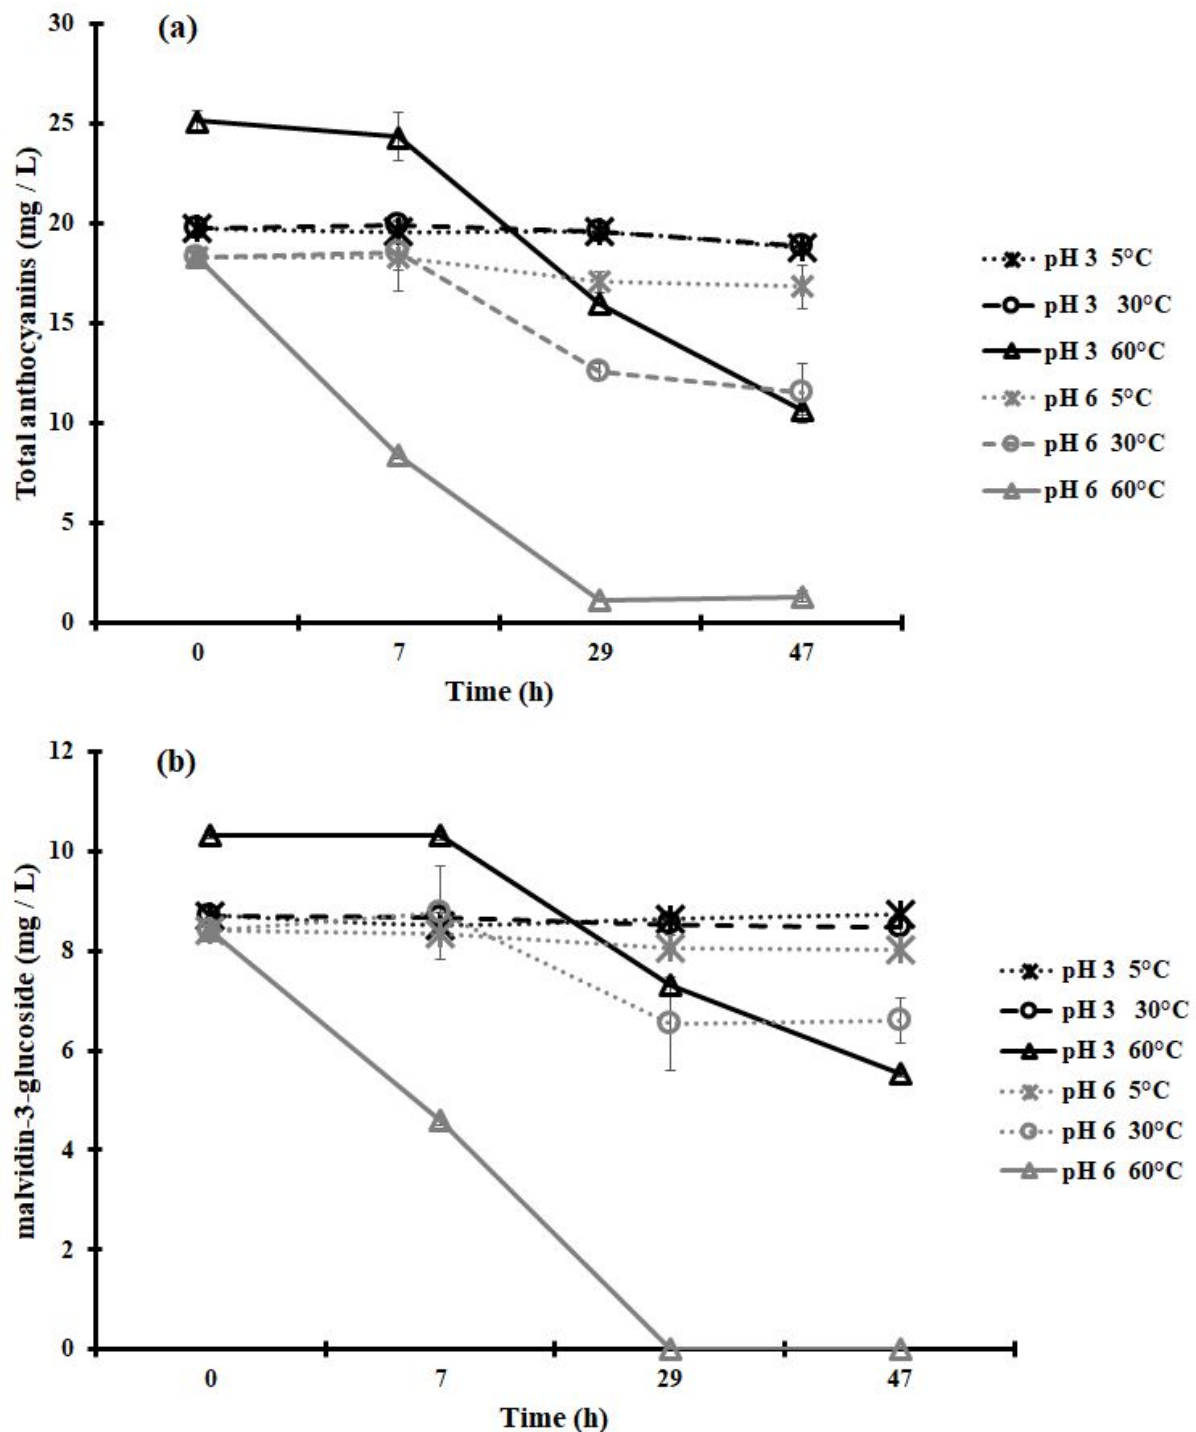 (a)
30
25
20
15
10
5
0
Total anthocyanins (mg / L)
0 7 29 47
Time (h)
pH 3 5°C
pH 3 30°C
pH 3 60°C
pH 6 5°C
pH 6 30°C
pH 6 60°C
(b)
12
10
8
6
4
2
0
malvidin-3-glucoside (mg / L)
0 7 29 47
Time (h)
pH 3 5°C
pH 3 30°C
pH 3 60°C
pH 6 5°C
pH 6 30°C
pH 6 60°C